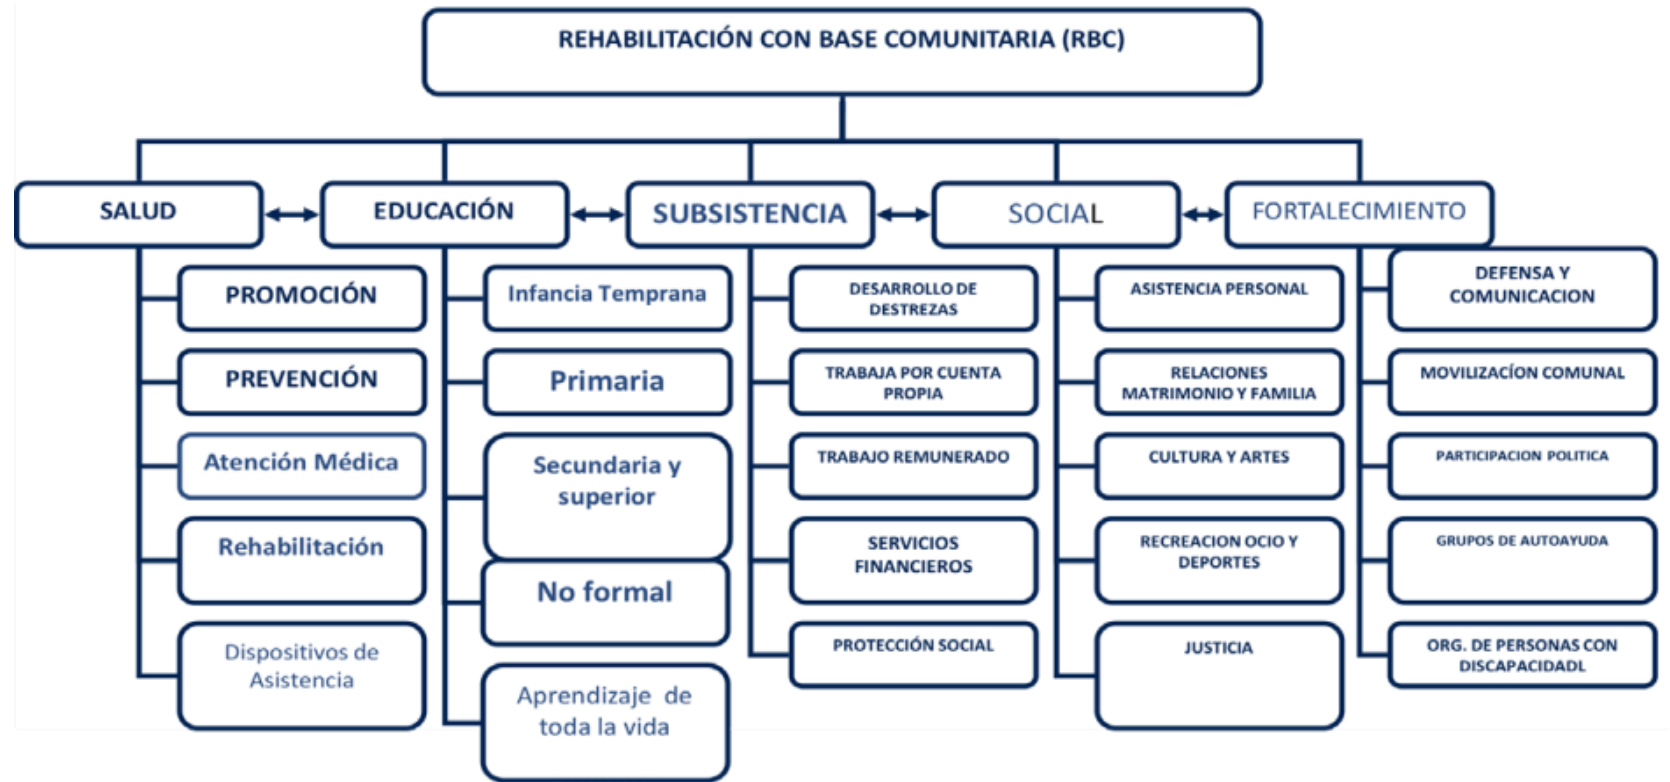 REHABILITACIÓN CON BASE COMUNITARIA (RBC)
SALUD
EDUCACIÓN
SUBSISTENCIA
SOCIAL
FORTALECIMIENTO
PROMOCIÓN
PREVENCIÓN
Atención Médica
Rehabilitación
Dispositivos de
Asistencia
Infancia Temprana
Primaria
Secundaria y
superior
No formal
Aprendizaje de
toda la vida
DESARROLLO DE
DESTREZAS
TRABAJA POR CUENTA
PROPIA
TRABAJO REMUNERADO
SERVICIOS
FINANCIEROS
PROTECCIÓN SOCIAL
ASISTENCIA PERSONAL
RELACIONES
MATRIMONIO Y FAMILIA
CULTURA Y ARTES
RECREACION OCIO Y
DEPORTES
JUSTICIA
DEFENSA Y
COMUNICACION
MOVILIZACÍON COMUNAL
PARTICIPACION POLITICA
GRUPOS DE AUTOAYUDA
ORG. DE PERSONAS CON
DISCAPACIDADL